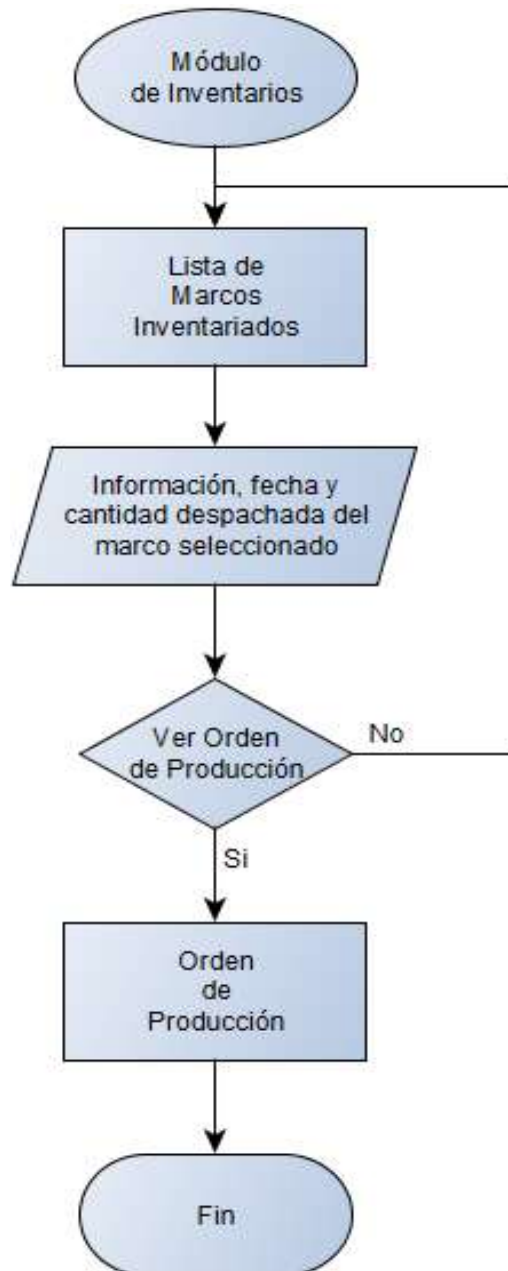 Módulo
de Inventarios
Lista de
Marcos
Inventariados
Información, fecha y
cantidad despachada del
marco seleccionado
Ver Orden
de Producción
No
Si
Orden
de
Producción
Fin